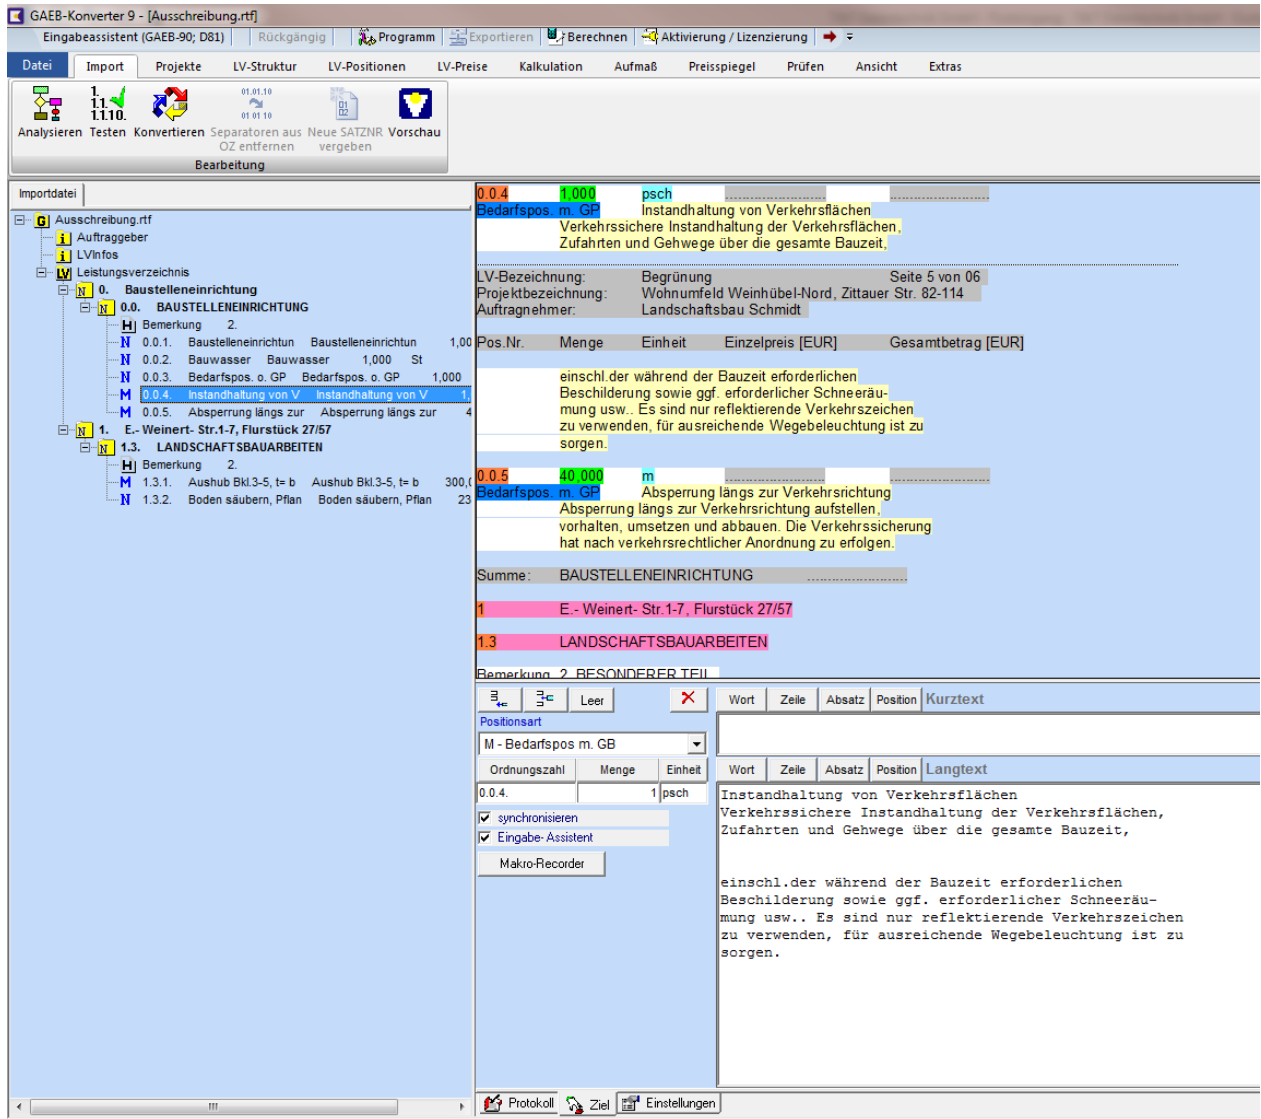 GAEB-Konverter 9 - [Ausschreibung.rtf]
Eingabeassistent (GAEB-90; D81) Rückgängig Programm Exportieren Berechnen Aktivierung / Lizenzierung
Datei Import Projekte LV-Struktur LV-Positionen LV-Preise Kalkulation Aufmaß Preisspiegel Prüfen Ansicht Extras
Analysieren Testen Konvertieren Separatoren aus OZ entfernen Neue SATZNR vergeben Vorschau
Bearbeitung
Importdatei
Ausschreibung.rtf
Auftraggeber
LVInfos
Leistungsverzeichnis
0. Baustelleneinrichtung
0.0. BAUSTELLENEINRICHTUNG
Bemerkung 2.
0.0.1. Baustelleneinrichtun Baustelleneinrichtun 1,00
0.0.2. Bauwasser Bauwasser 1,000 St
0.0.3. Bedarfspos. o. GP Bedarfspos. o. GP 1,000
0.0.4. Instandhaltung von V Instandhaltung von V 1,
0.0.5. Absperrung längs zur Absperrung längs zur 4
1. E.- Weinert- Str.1-7, Flurstück 27/57
1.3. LANDSCHAFTSBAUARBEITEN
Bemerkung 2.
1.3.1. Aushub Bkl.3-5, t= b Aushub Bkl.3-5, t= b 300,0
1.3.2. Boden säubern, Pflan Boden säubern, Pflan 23
0.0.4 1,000 psch
Bedarfspos. m. GP Instandhaltung von Verkehrsflächen
Verkehrssichere Instandhaltung der Verkehrsflächen,
Zufahrten und Gehwege über die gesamte Bauzeit,
LV-Bezeichnung: Begrünung Seite 5 von 06
Projektbezeichnung: Wohnumfeld Weinhübel-Nord, Zittauer Str. 82-114
Auftragnehmer: Landschaftsbau Schmidt
Pos.Nr. Menge Einheit Einzelpreis [EUR] Gesamtbetrag [EUR]
einschl.der während der Bauzeit erforderlichen
Beschilderung sowie ggf. erforderlicher Schneeräu-
mung usw.. Es sind nur reflektierende Verkehrszeichen
zu verwenden, für ausreichende Wegebeleuchtung ist zu
sorgen.
0.0.5 40,000 m
Bedarfspos. m. GP Absperrung längs zur Verkehrsrichtung
Absperrung längs zur Verkehrsrichtung aufstellen,
vorhalten, umsetzen und abbauen. Die Verkehrssicherung
hat nach verkehrsrechtlicher Anordnung zu erfolgen.
Summe: BAUSTELLENEINRICHTUNG
1 E.- Weinert- Str.1-7, Flurstück 27/57
1.3 LANDSCHAFTSBAUARBEITEN
Bemerkung 2. BESONDERER TEIL
Leer
Positionsart
M - Bedarfspos m. GB
Ordnungszahl Menge Einheit
0.0.4. 1 psch
synchronisieren
Eingabe-Assistent
Makro-Recorder
Wort Zeile Absatz Position Kurztext
Wort Zeile Absatz Position Langtext
Instandhaltung von Verkehrsflächen
Verkehrssichere Instandhaltung der Verkehrsflächen,
Zufahrten und Gehwege über die gesamte Bauzeit,
einschl.der während der Bauzeit erforderlichen
Beschilderung sowie ggf. erforderlicher Schneeräu-
mung usw.. Es sind nur reflektierende Verkehrszeichen
zu verwenden, für ausreichende Wegebeleuchtung ist zu
sorgen.
Protokoll Ziel Einstellungen